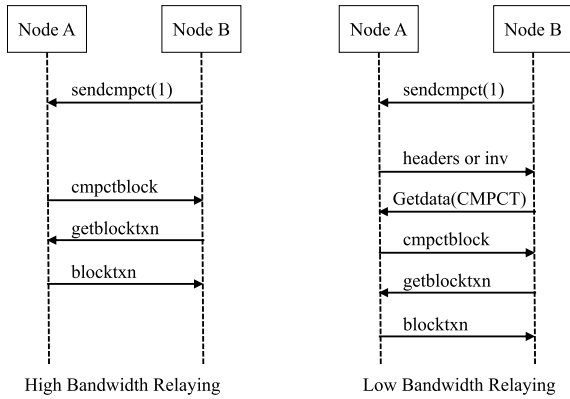 Node A
Node B
sendcmpct(1)
cmpctblock
getblocktxn
blocktxn
High Bandwidth Relaying
Node A
Node B
sendcmpct(1)
headers or inv
Getdata(CMPCT)
cmpctblock
getblocktxn
blocktxn
Low Bandwidth Relaying